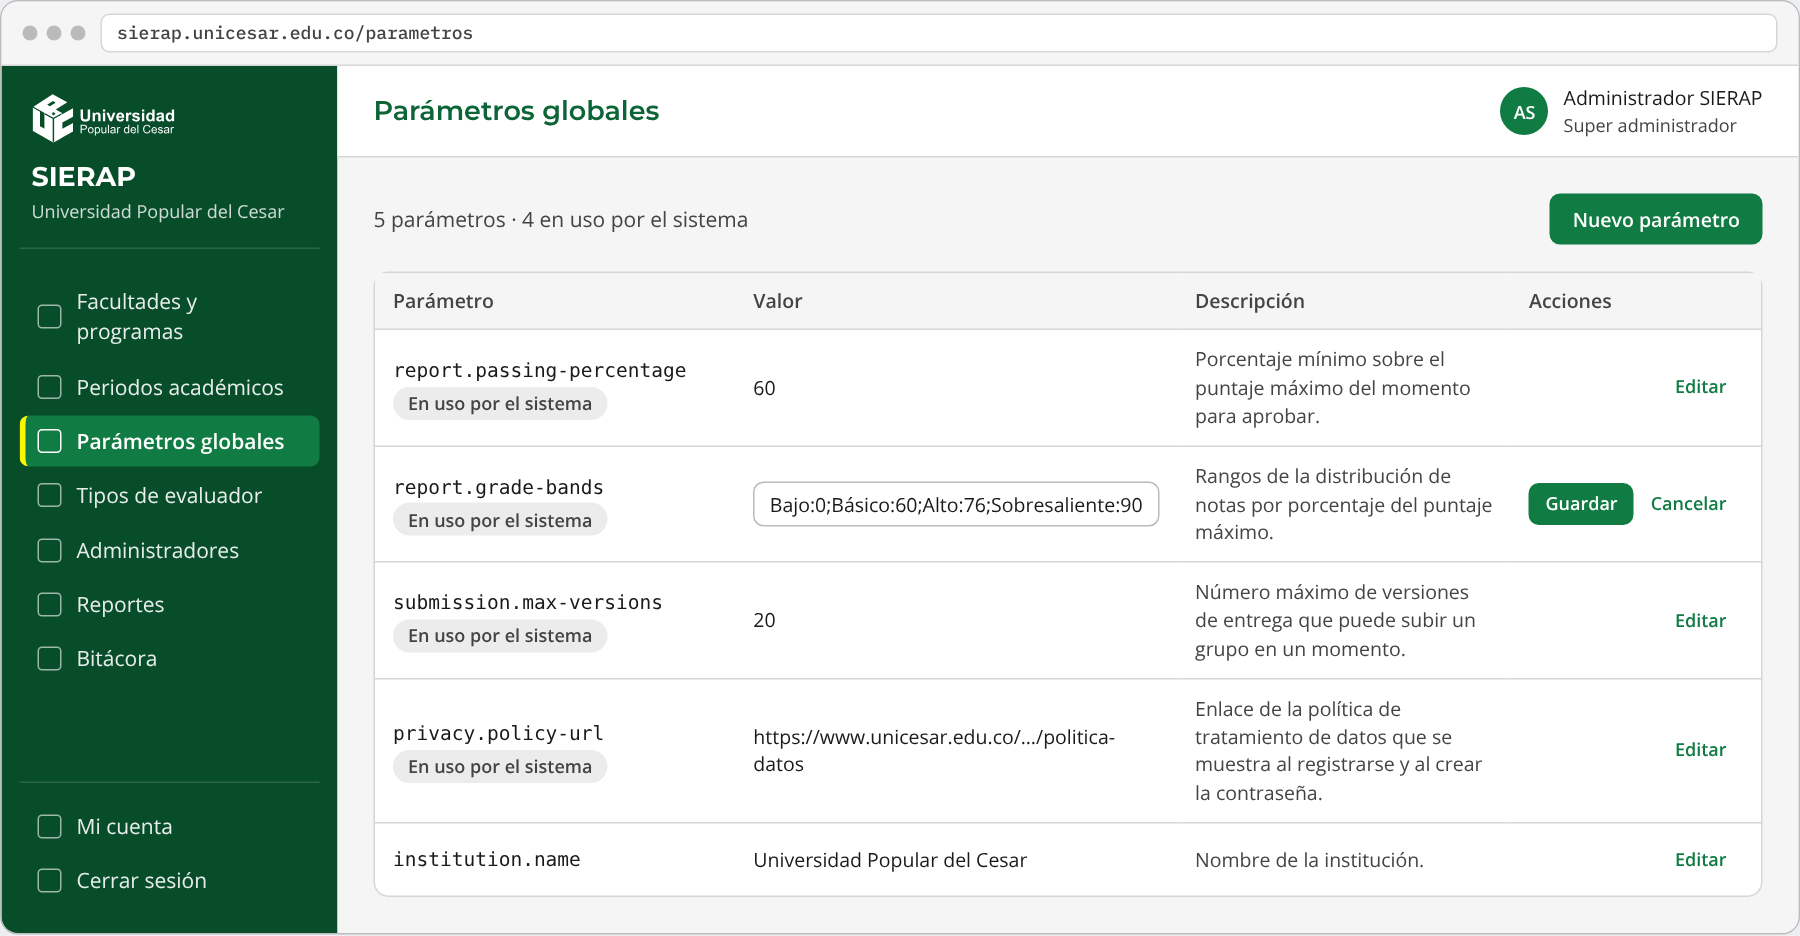 sierap.unicesar.edu.co/parametros
Universidad
Popular del Cesar
SIERAP
Universidad Popular del Cesar
Facultades y
programas
Periodos académicos
Parámetros globales
Tipos de evaluador
Administradores
Reportes
Bitácora
Mi cuenta
Cerrar sesión
Parámetros globales
AS
Administrador SIERAP
Super administrador
5 parámetros · 4 en uso por el sistema
Nuevo parámetro
Parámetro Valor Descripción Acciones
report.passing-percentage
En uso por el sistema
60
Porcentaje mínimo sobre el
puntaje máximo del momento
para aprobar.
Editar
report.grade-bands
En uso por el sistema
Bajo:0;Básico:60;Alto:76;Sobresaliente:90
Rangos de la distribución de
notas por porcentaje del puntaje
máximo.
Guardar Cancelar
submission.max-versions
En uso por el sistema
20
Número máximo de versiones
de entrega que puede subir un
grupo en un momento.
Editar
privacy.policy-url
En uso por el sistema
https://www.unicesar.edu.co/.../politica-
datos
Enlace de la política de
tratamiento de datos que se
muestra al registrarse y al crear
la contraseña.
Editar
institution.name
Universidad Popular del Cesar
Nombre de la institución.
Editar